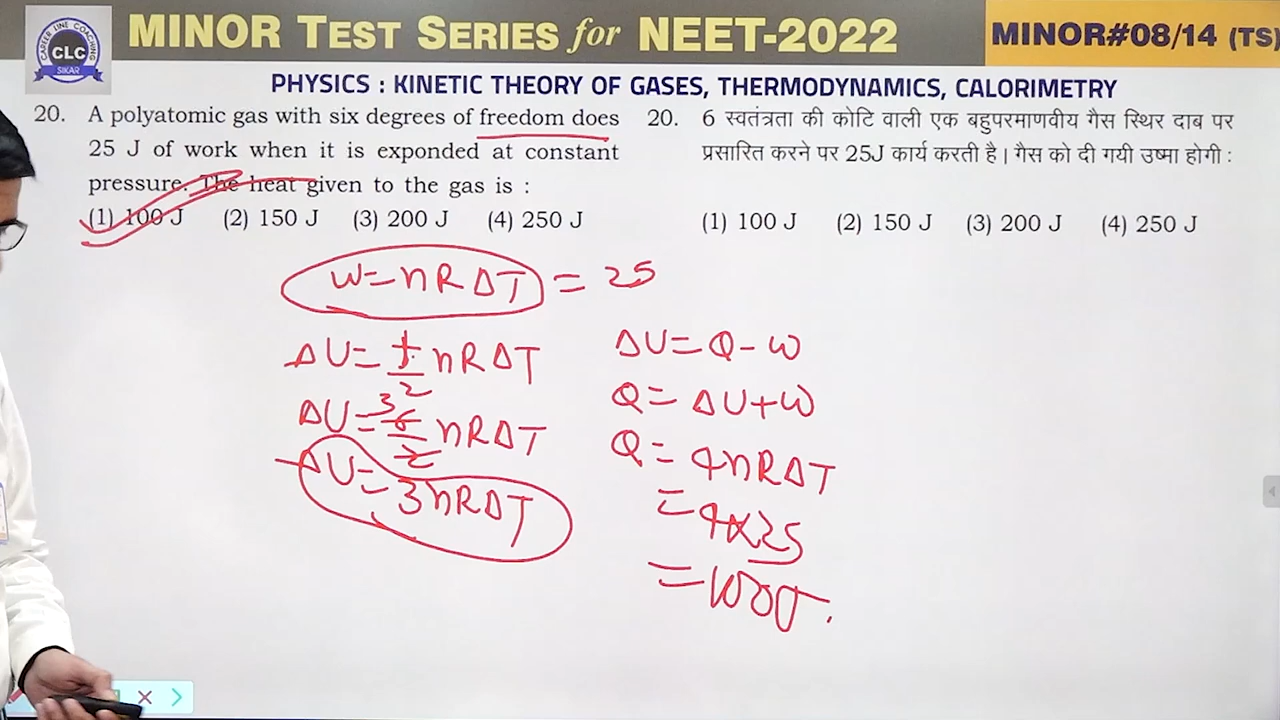 CAREER LINE COACHING
CLC
SIKAR
MINOR TEST SERIES for NEET-2022
MINOR#08/14 (TS)
PHYSICS : KINETIC THEORY OF GASES, THERMODYNAMICS, CALORIMETRY
20. A polyatomic gas with six degrees of freedom does
25 J of work when it is exponded at constant
pressure. The heat given to the gas is :
(1) 100 J (2) 150 J (3) 200 J (4) 250 J
20. 6 स्वतंत्रता की कोटि वाली एक बहुपरमाणवीय गैस स्थिर दाब पर
प्रसारित करने पर 25J कार्य करती है। गैस को दी गयी उष्मा होगी :
(1) 100 J (2) 150 J (3) 200 J (4) 250 J
W=nRΔT = 25
ΔU= f/2 nRΔT
ΔU= 3 6/2 nRΔT
ΔU= 3nRΔT
ΔU= Q-W
Q= ΔU+W
Q= 4nRΔT
=4×25
=100J.